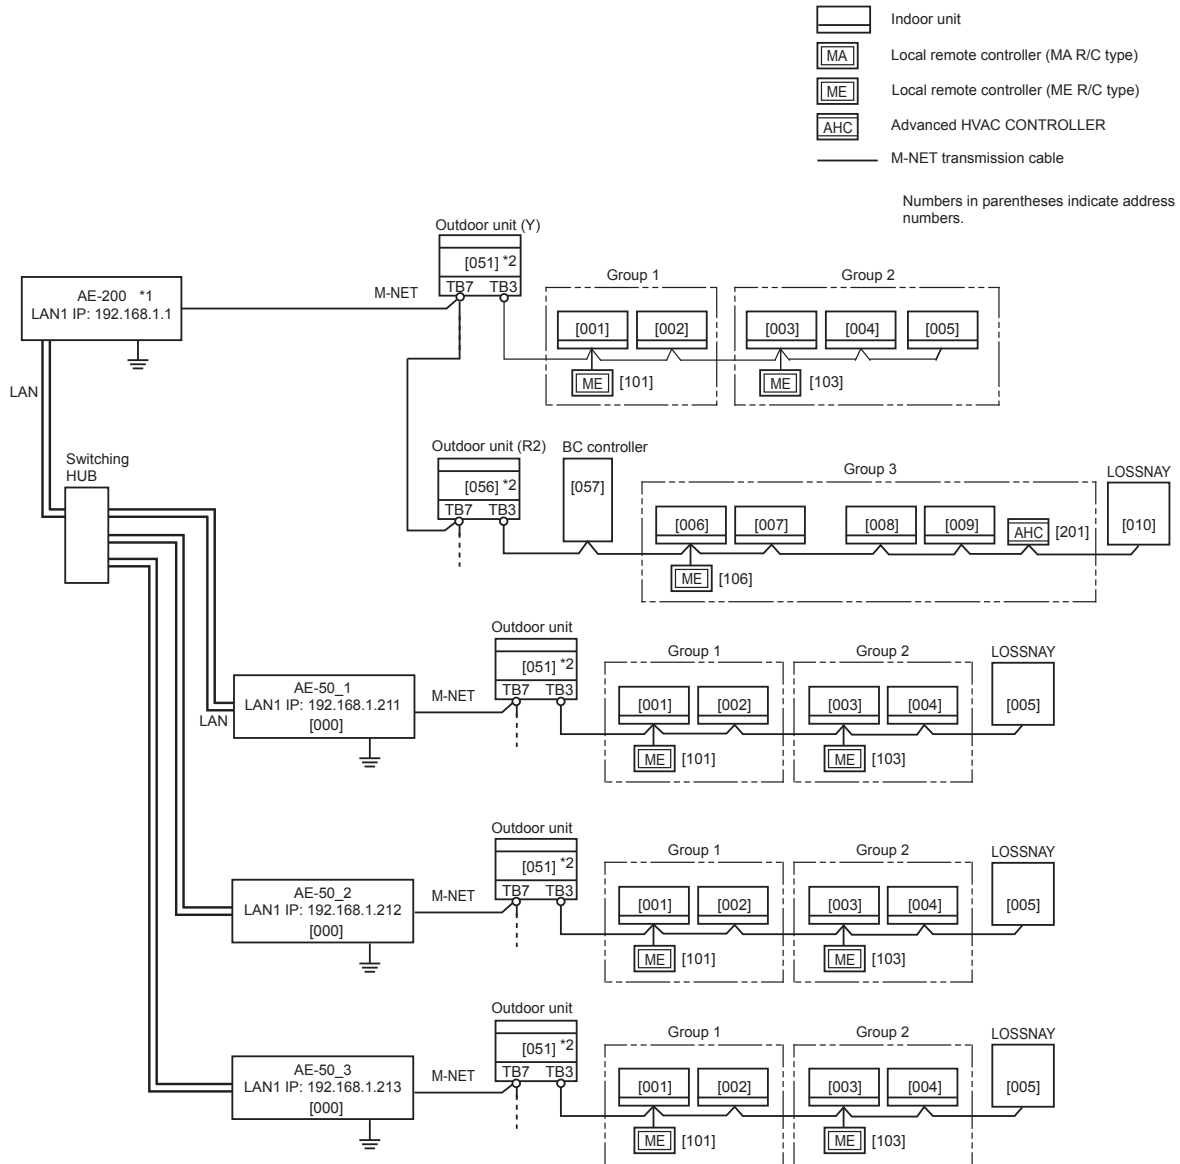 Indoor unit
MA Local remote controller (MA R/C type)
ME Local remote controller (ME R/C type)
AHC Advanced HVAC CONTROLLER
M-NET transmission cable
Numbers in parentheses indicate address
numbers.
Outdoor unit (Y)
[051] *2
TB7 TB3
AE-200 *1
LAN1 IP: 192.168.1.1
M-NET
Group 1
[001] [002]
ME [101]
Group 2
[003] [004] [005]
ME [103]
LAN
Switching
HUB
Outdoor unit (R2)
[056] *2
TB7 TB3
BC controller
[057]
Group 3
[006] [007] [008] [009] AHC [201]
ME [106]
LOSSNAY
[010]
LAN
AE-50_1
LAN1 IP: 192.168.1.211
[000]
M-NET
Outdoor unit
[051] *2
TB7 TB3
Group 1
[001] [002]
ME [101]
Group 2
[003] [004]
ME [103]
LOSSNAY
[005]
AE-50_2
LAN1 IP: 192.168.1.212
[000]
M-NET
Outdoor unit
[051] *2
TB7 TB3
Group 1
[001] [002]
ME [101]
Group 2
[003] [004]
ME [103]
LOSSNAY
[005]
AE-50_3
LAN1 IP: 192.168.1.213
[000]
M-NET
Outdoor unit
[051] *2
TB7 TB3
Group 1
[001] [002]
ME [101]
Group 2
[003] [004]
ME [103]
LOSSNAY
[005]